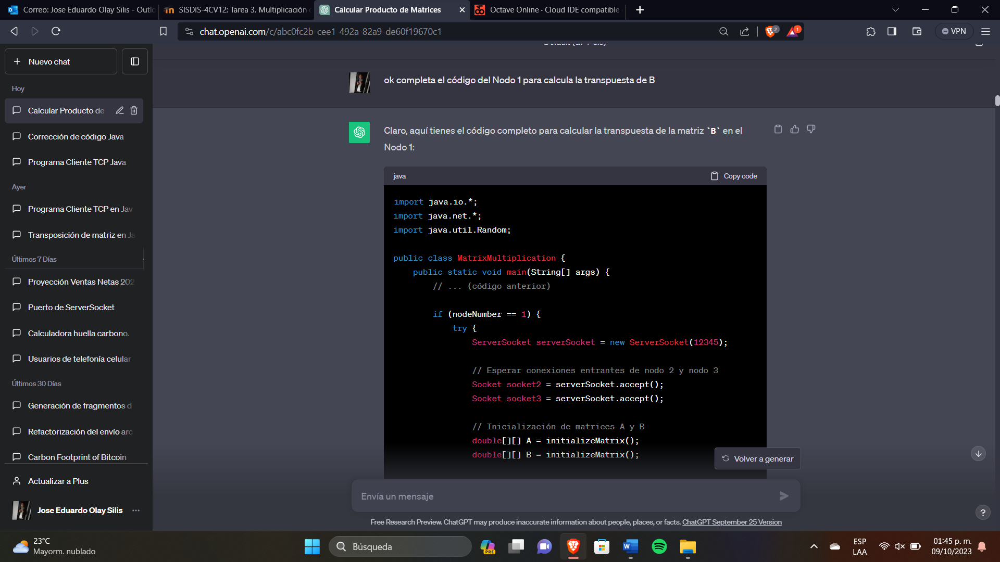 Correo: Jose Eduardo Olay Silis - Outlo
SISDIS-4CV12: Tarea 3. Multiplicación
Calcular Producto de Matrices
Octave Online · Cloud IDE compatible
chat.openai.com/c/abc0fc2b-cee1-492a-82a9-de60f19670c1
2
1
VPN
Nuevo chat
Hoy
Calcular Producto de
Corrección de código Java
Programa Cliente TCP Java
Ayer
Programa Cliente TCP en Jav
Transposición de matriz en Ja
Últimos 7 Días
Proyección Ventas Netas 202
Puerto de ServerSocket
Calculadora huella carbono.
Usuarios de telefonía celular
Últimos 30 Días
Generación de fragmentos d
Refactorización del envío arc
Carbon Footprint of Bitcoin
Actualizar a Plus
Jose Eduardo Olay Silis
ok completa el código del Nodo 1 para calcula la transpuesta de B
Claro, aquí tienes el código completo para calcular la transpuesta de la matriz `B` en el
Nodo 1:
java
Copy code
import java.io.*;
import java.net.*;
import java.util.Random;
public class MatrixMultiplication {
public static void main(String[] args) {
// ... (código anterior)
if (nodeNumber == 1) {
try {
ServerSocket serverSocket = new ServerSocket(12345);
// Esperar conexiones entrantes de nodo 2 y nodo 3
Socket socket2 = serverSocket.accept();
Socket socket3 = serverSocket.accept();
// Inicialización de matrices A y B
double[][] A = initializeMatrix();
double[][] B = initializeMatrix();
Volver a generar
Envía un mensaje
Free Research Preview. ChatGPT may produce inaccurate information about people, places, or facts. ChatGPT September 25 Version
?
23°C
Mayorm. nublado
Búsqueda
PRE
ESP
LAA
01:45 p. m.
09/10/2023